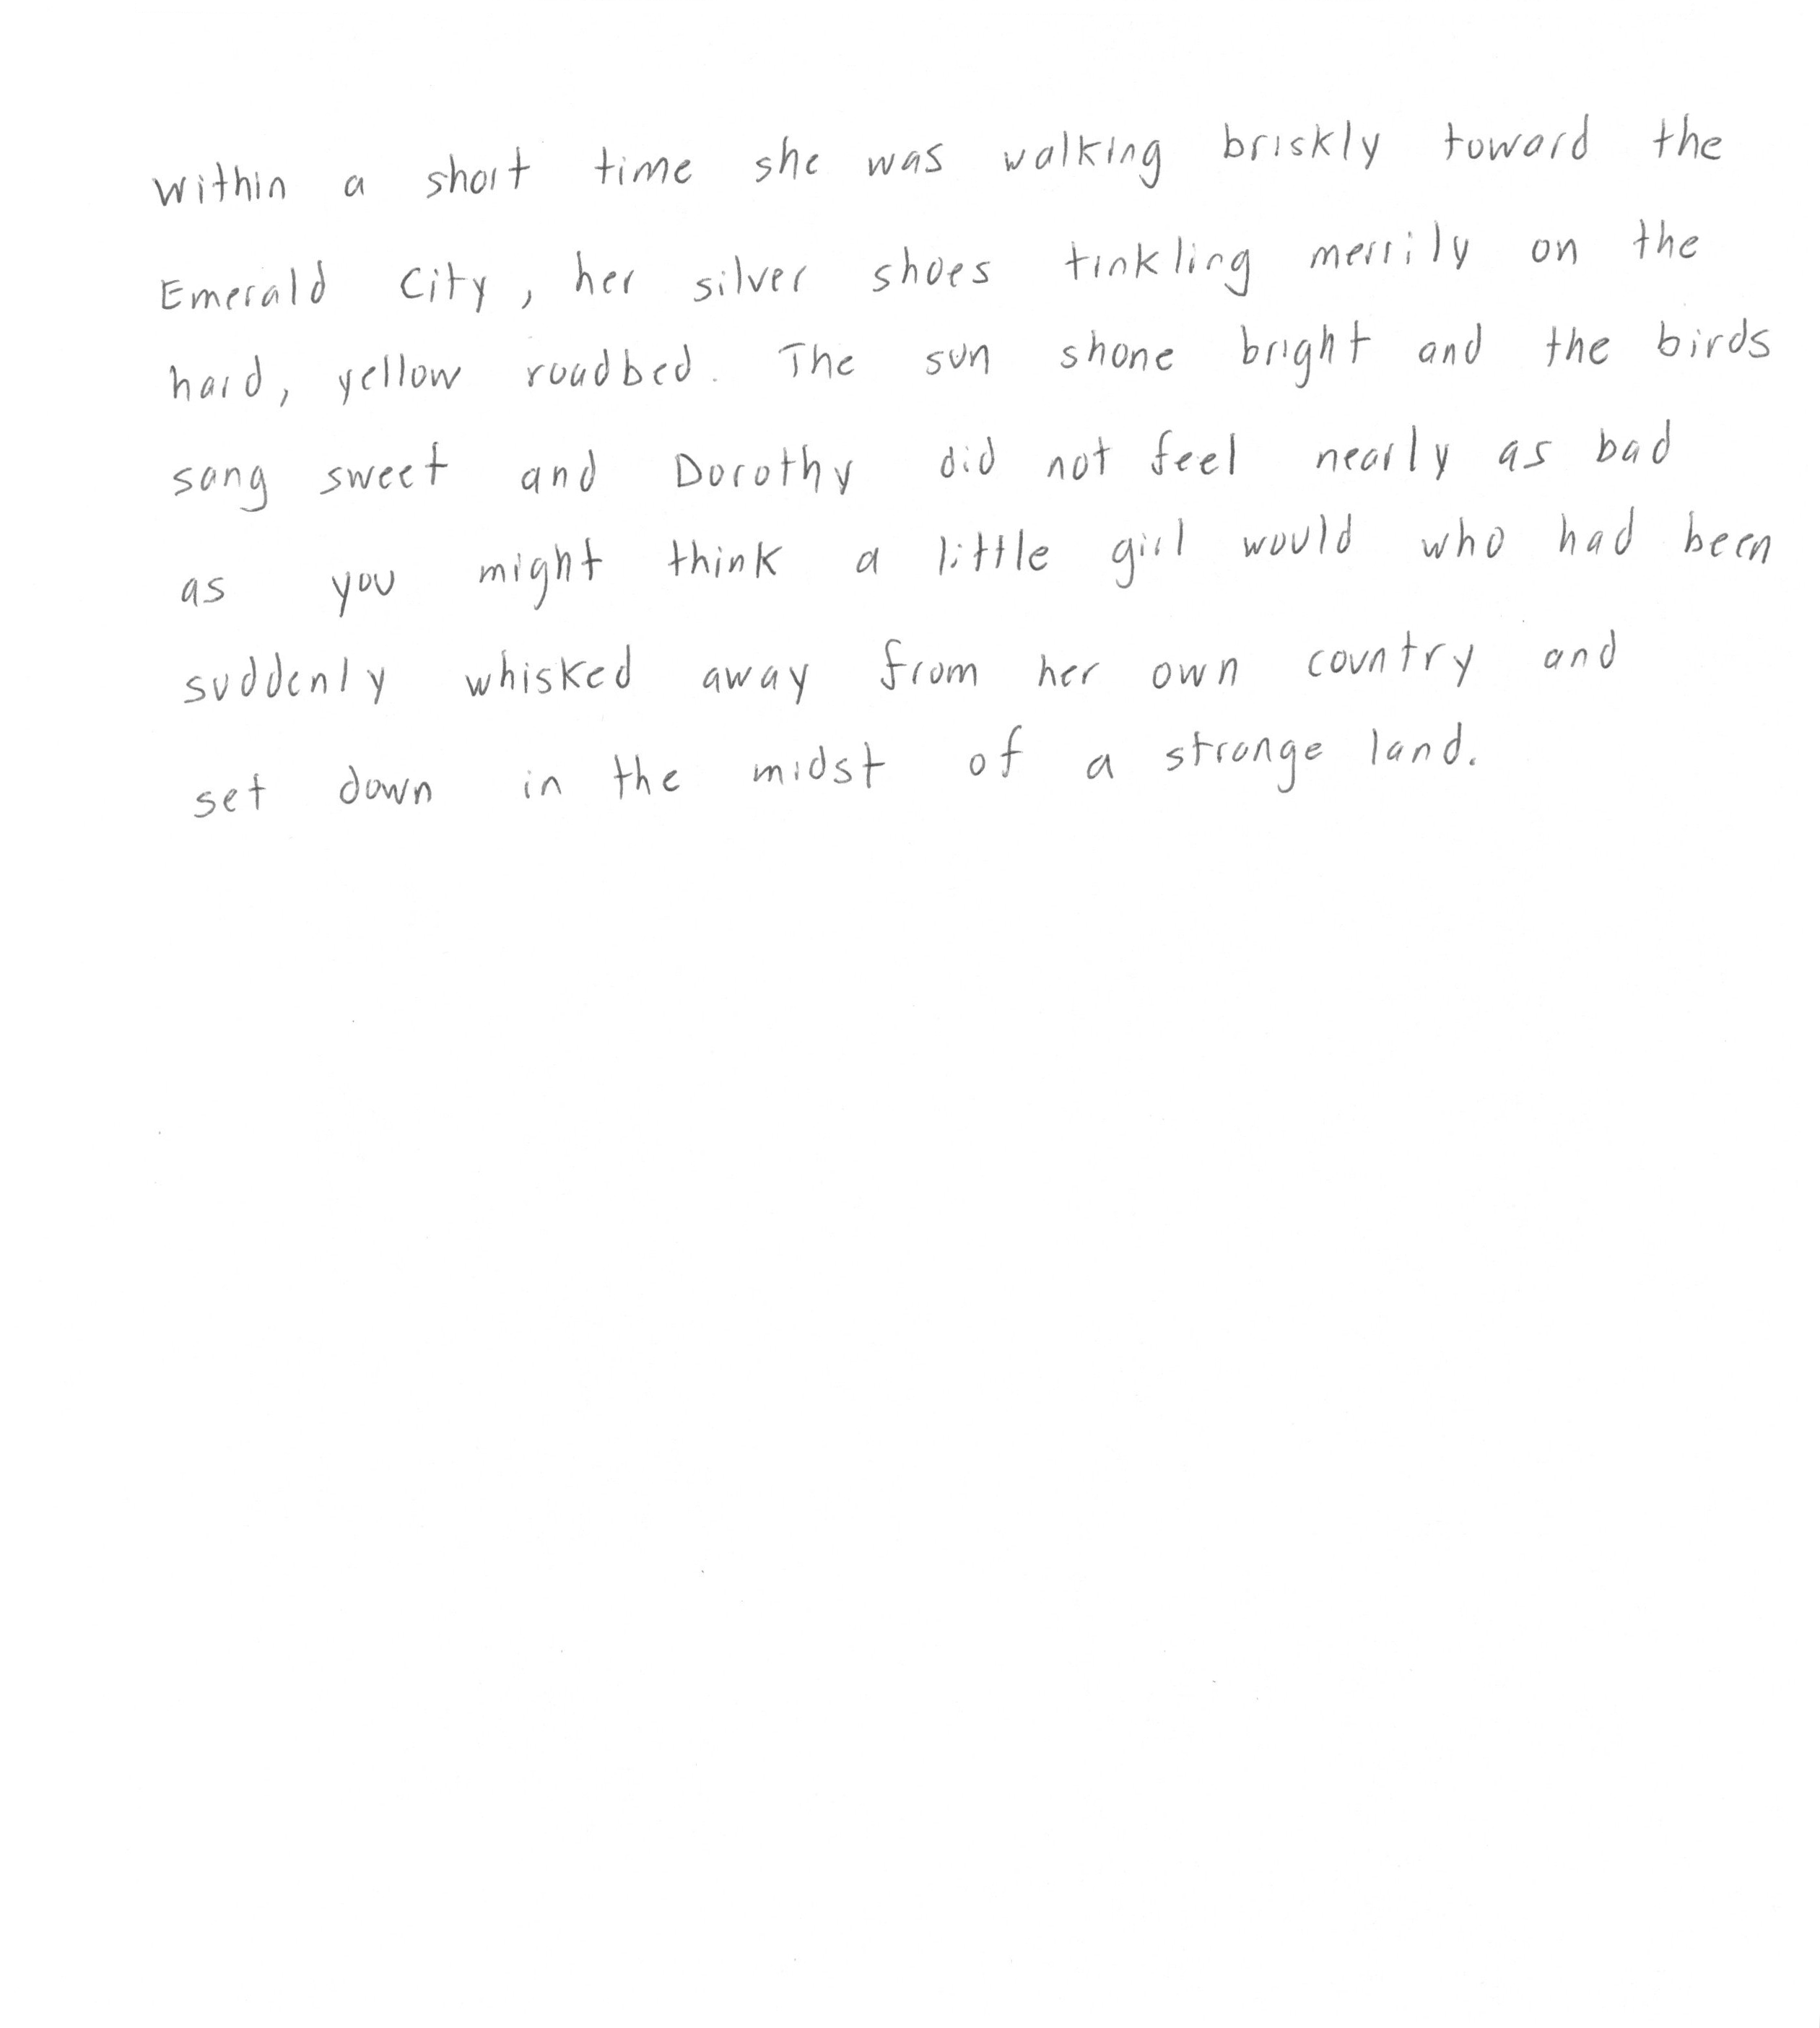 Within a short time she was walking briskly toward the
Emerald City, her silver shoes tinkling merrily on the
hard, yellow roadbed. The sun shone bright and the birds
sang sweet and Dorothy did not feel nearly as bad
as you might think a little girl would who had been
suddenly whisked away from her own country and
set down in the midst of a strange land.